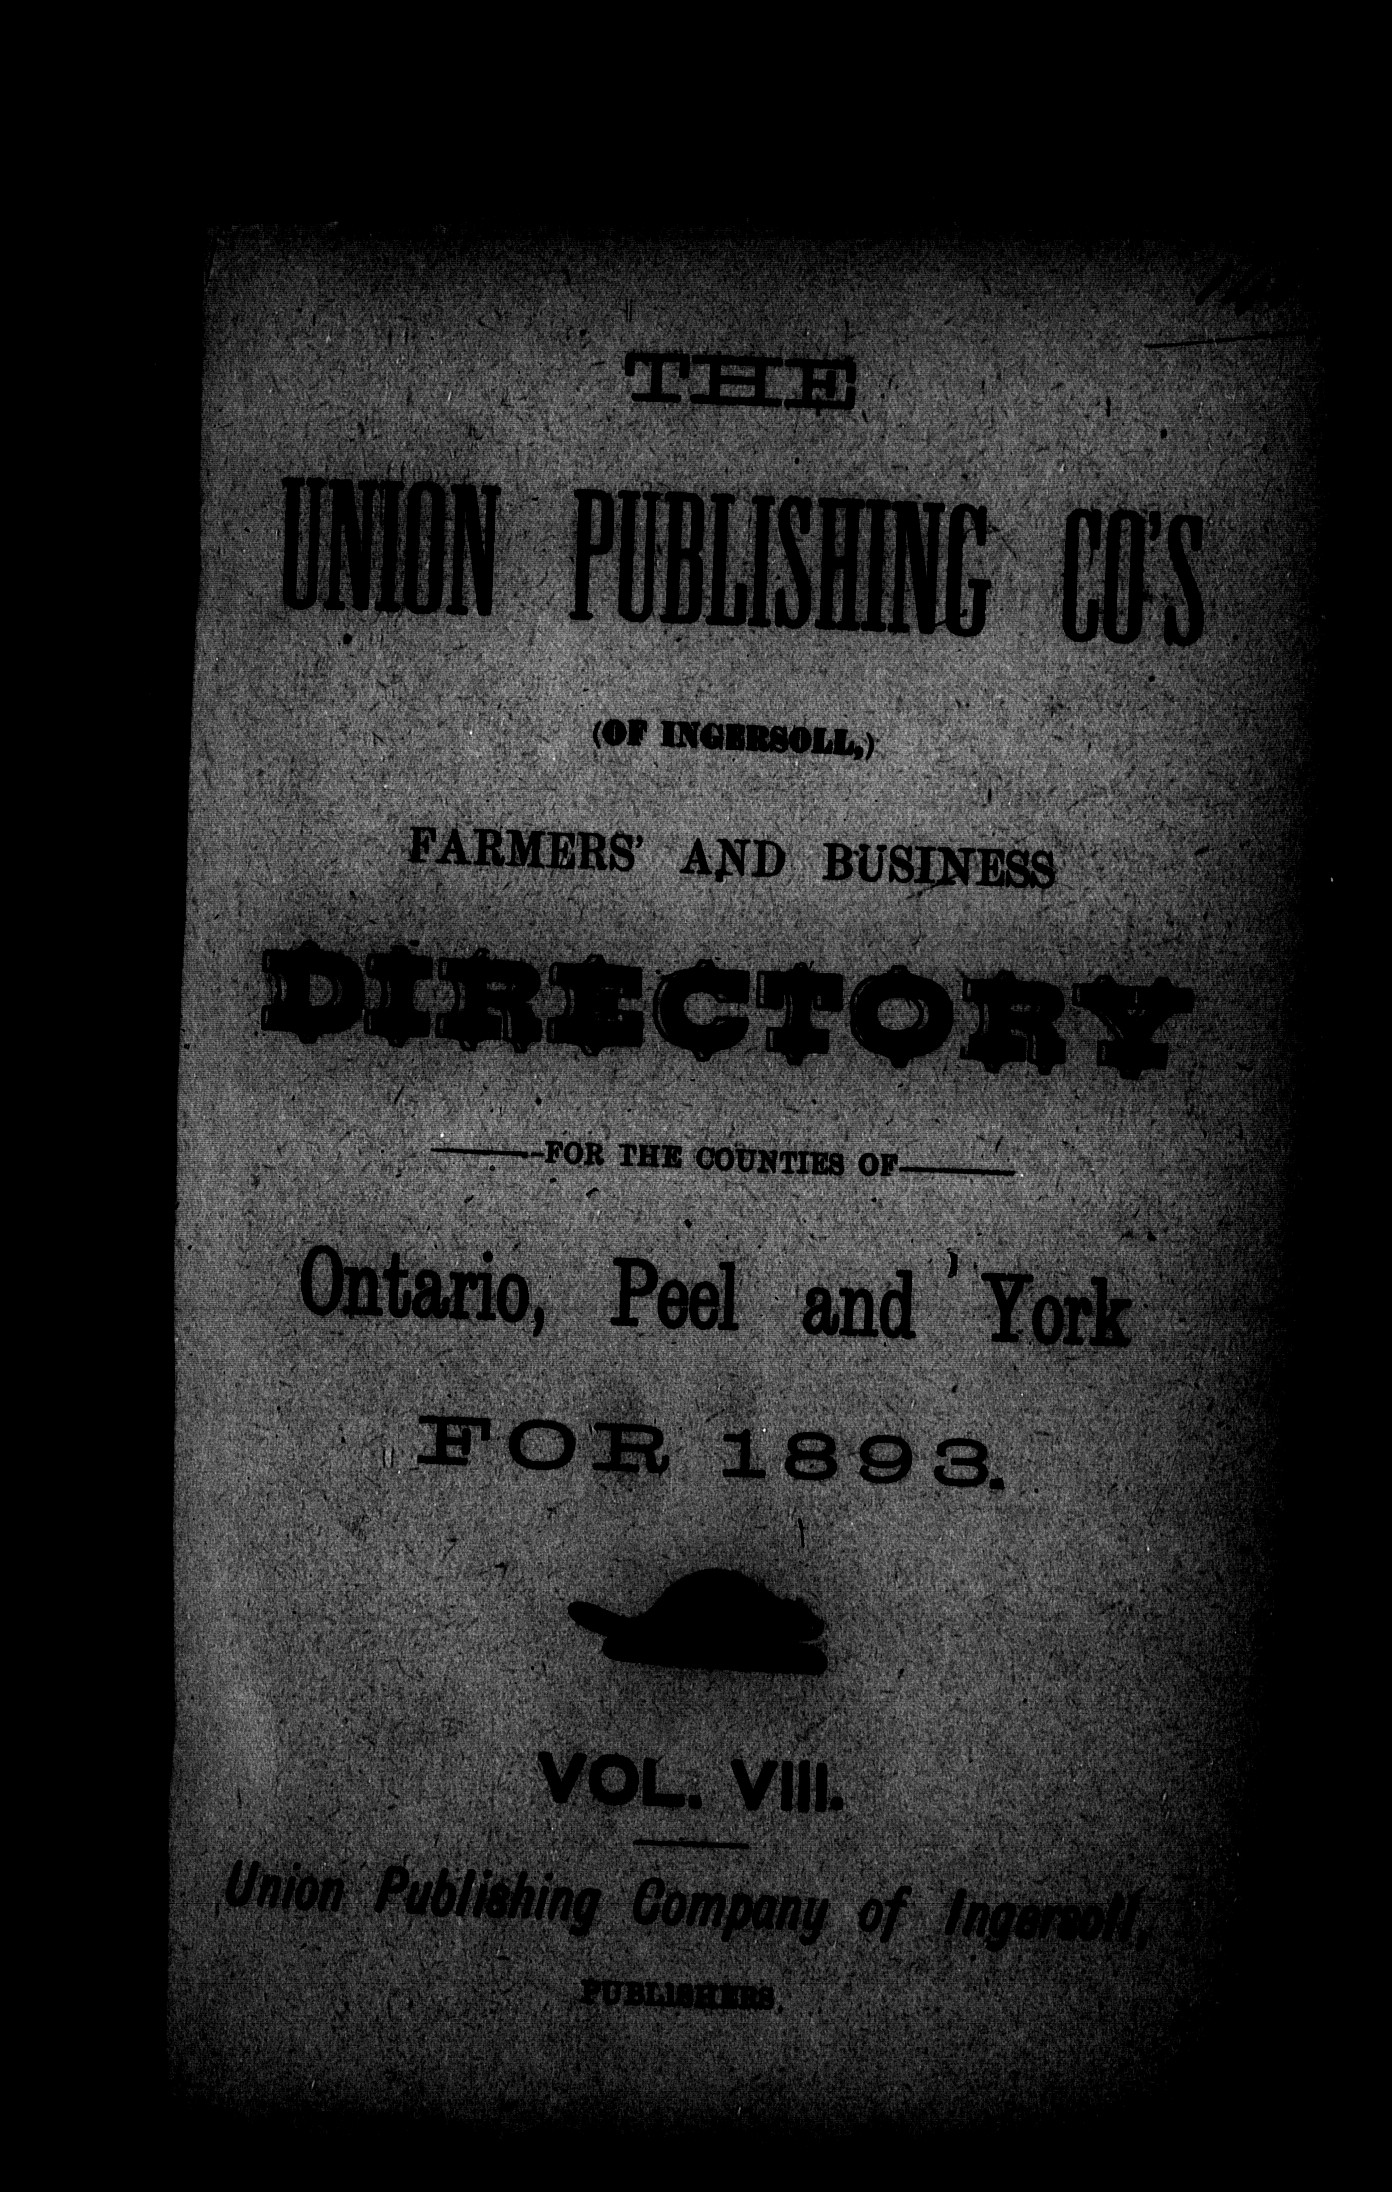 THE
UNION PUBLISHING CO'S
(OF INGERSOLL,)
FARMERS' AND BUSINESS
DIRECTORY
FOR THE COUNTIES OF
Ontario, Peel and York
FOR 1893.
VOL. VIII.
Union Publishing Company of Ingersoll,
PUBLISHERS.